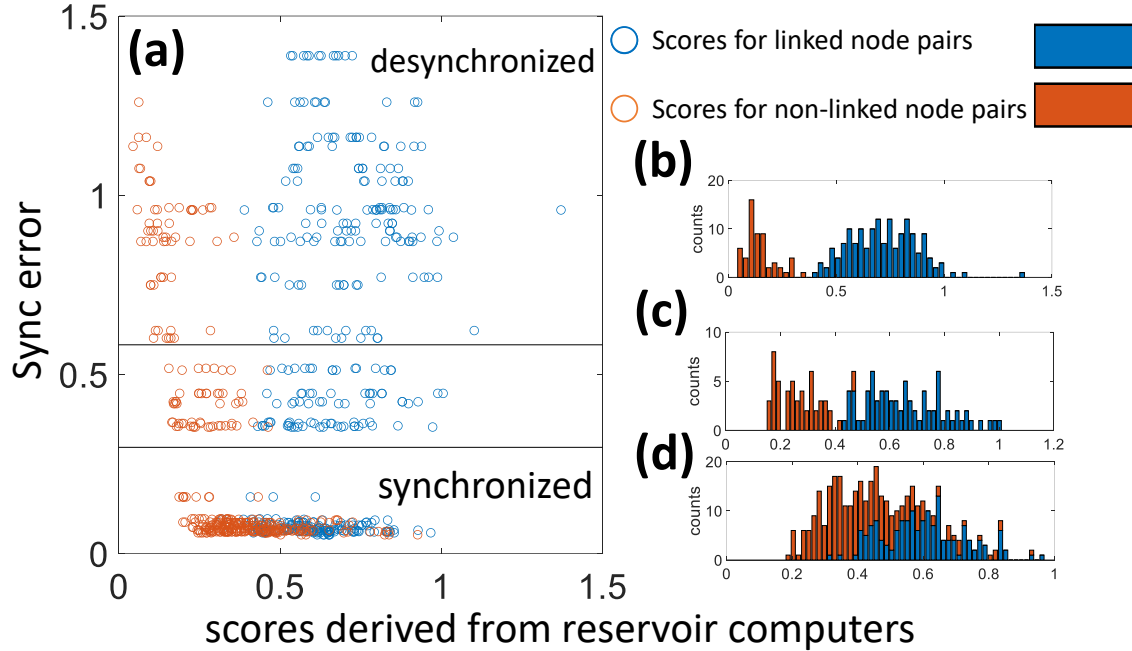 (a)
desynchronized
synchronized
Sync error
1.5
1
0.5
0
0
0.5
1
1.5
scores derived from reservoir computers
Scores for linked node pairs
Scores for non-linked node pairs
(b)
counts
20
10
0
0
0.5
1
1.5
(c)
counts
10
5
0
0
0.2
0.4
0.6
0.8
1
1.2
(d)
counts
20
10
0
0
0.2
0.4
0.6
0.8
1